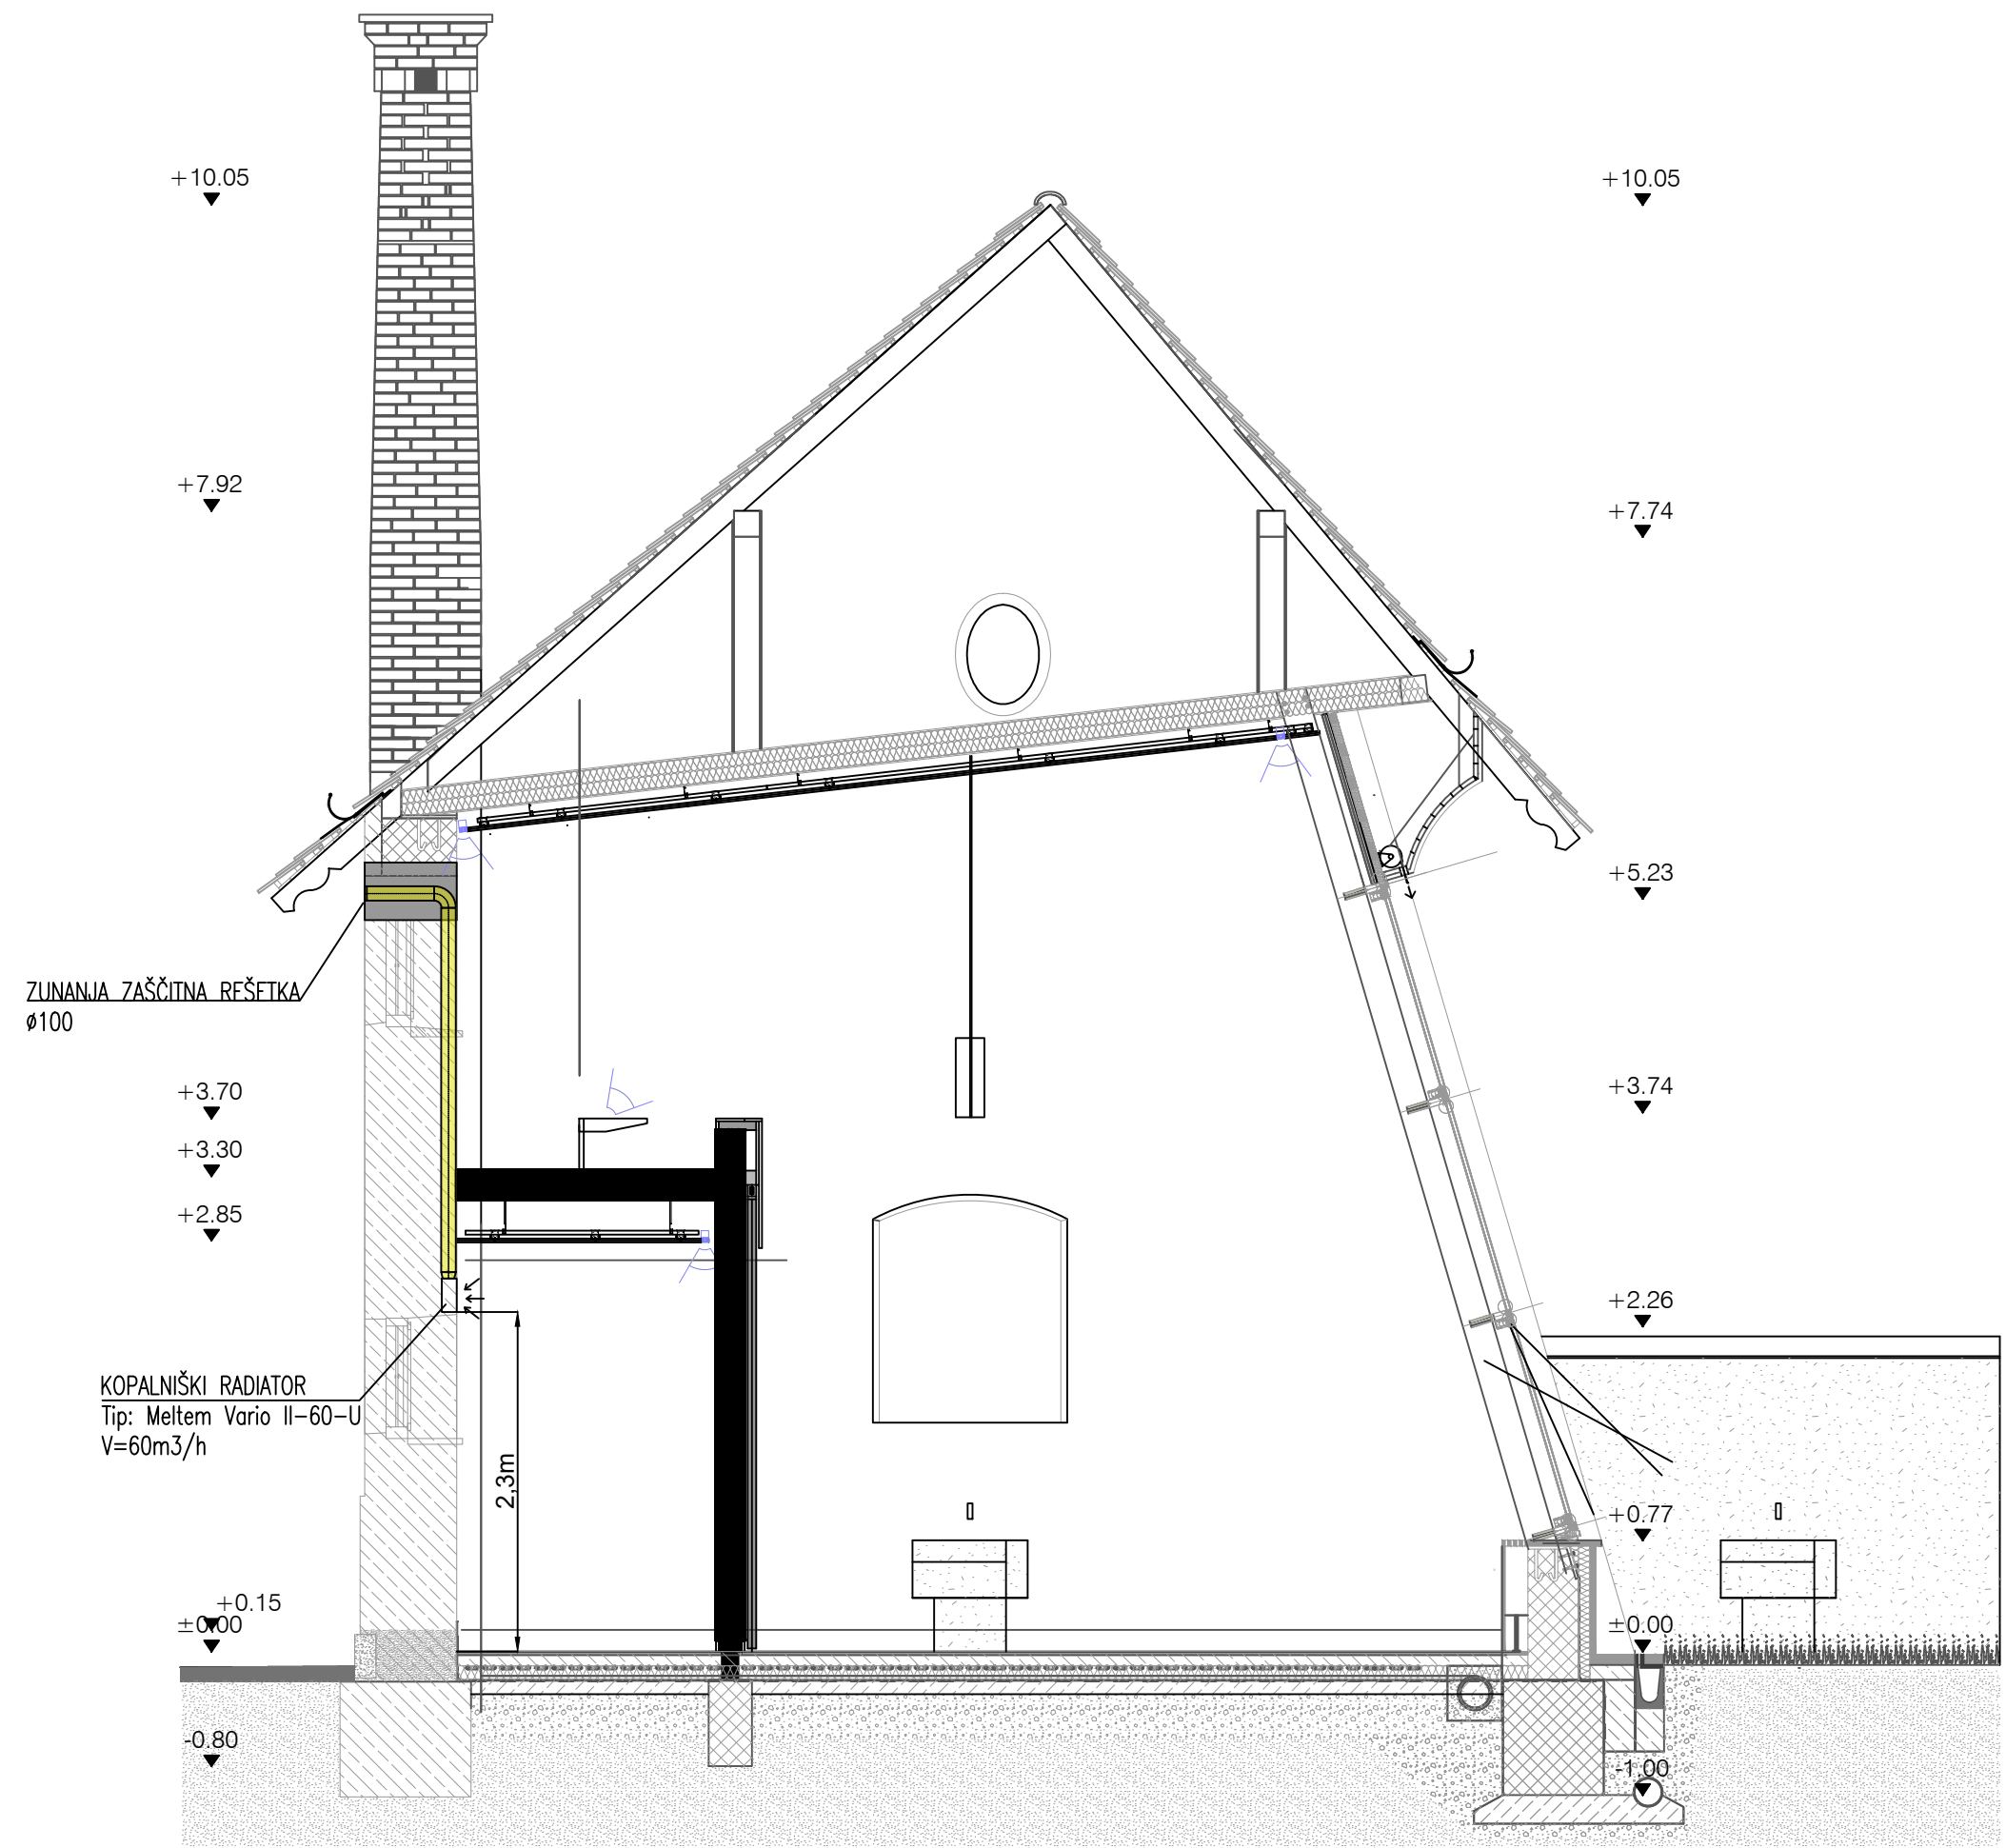 +10.05
+10.05
+7.92
+7.74
+5.23
ZUNANJA ZAŠČITNA REŠETKA
ø100
+3.70
+3.74
+3.30
+2.85
+2.26
KOPALNIŠKI RADIATOR
Tip: Meltem Vario II-60-U
V=60m3/h
2,3m
+0.77
+0.15
±0.00
±0.00
-0.80
-1.00